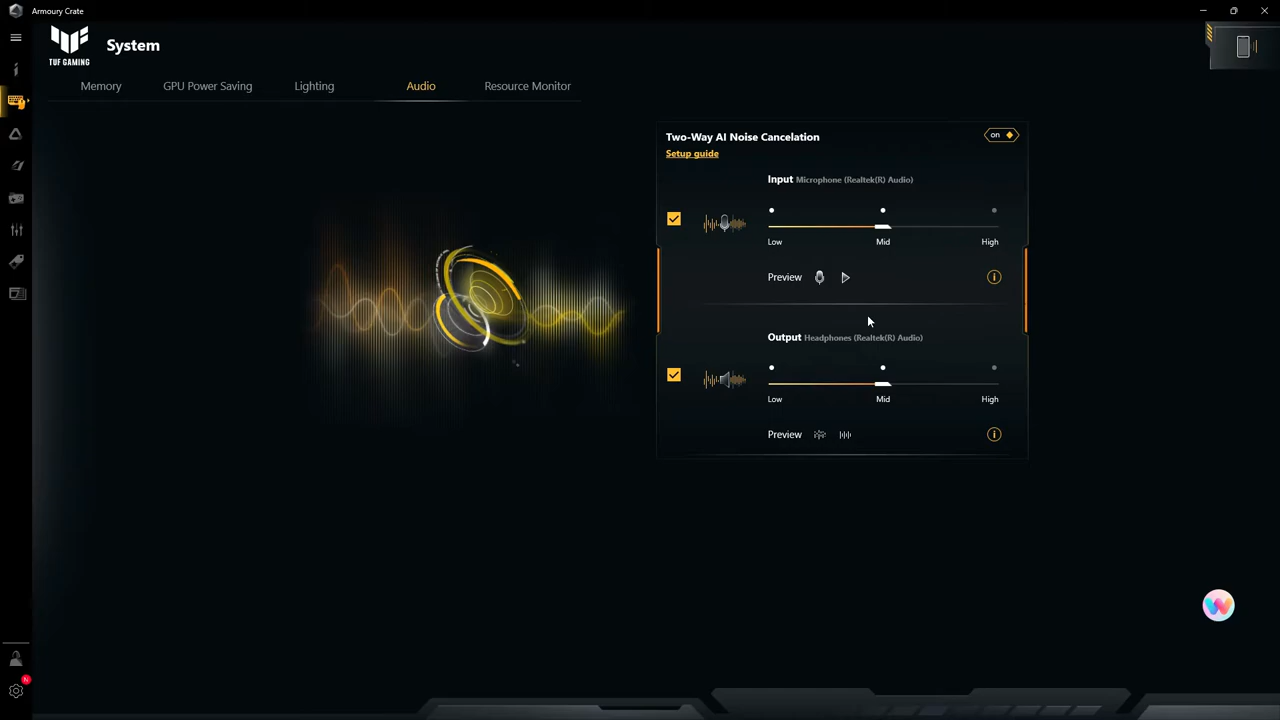 Armoury Crate
TUF GAMING
System
Memory
GPU Power Saving
Lighting
Audio
Resource Monitor
Two-Way AI Noise Cancelation
on
Setup guide
Input Microphone (Realtek(R) Audio)
Low
Mid
High
Preview
Output Headphones (Realtek(R) Audio)
Low
Mid
High
Preview
N